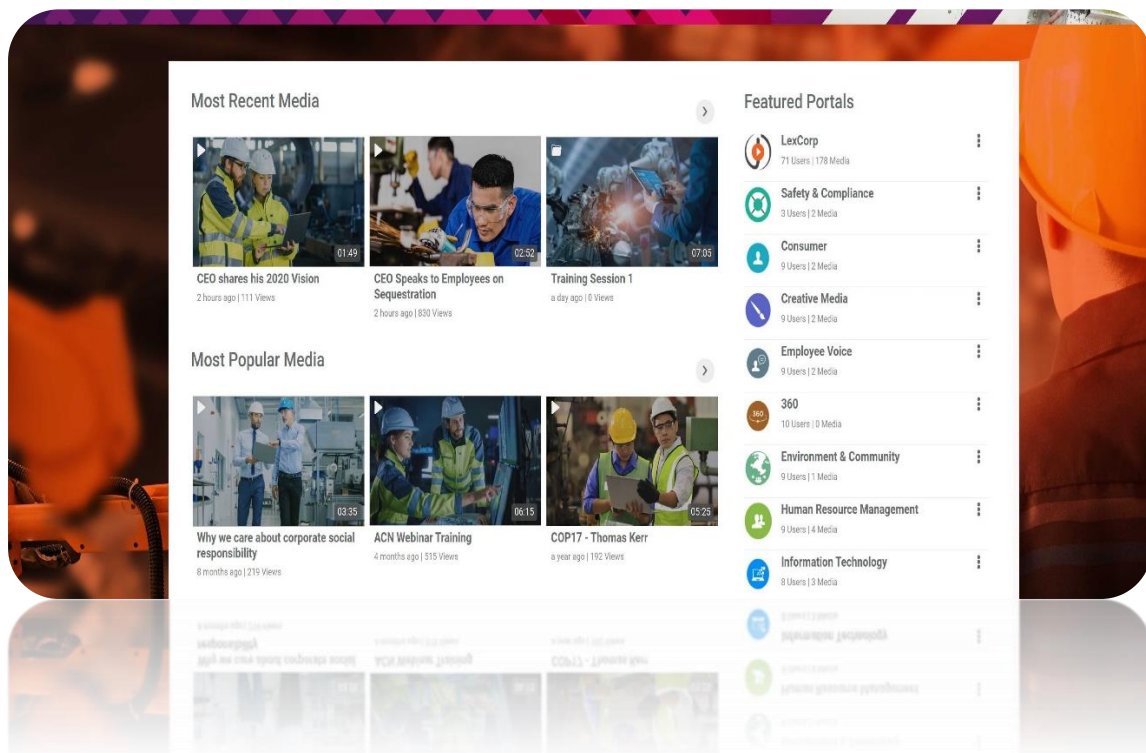 Most Recent Media
01:49
CEO shares his 2020 Vision
2 hours ago | 111 Views
02:52
CEO Speaks to Employees on
Sequestration
2 hours ago | 830 Views
07:05
Training Session 1
a day ago | 0 Views
Most Popular Media
03:35
Why we care about corporate social
responsibility
8 months ago | 219 Views
06:15
ACN Webinar Training
4 months ago | 515 Views
05:25
COP17 - Thomas Kerr
a year ago | 192 Views
Featured Portals
LexCorp
71 Users | 178 Media
Safety & Compliance
3 Users | 2 Media
Consumer
9 Users | 2 Media
Creative Media
9 Users | 2 Media
Employee Voice
9 Users | 2 Media
360
360
10 Users | 0 Media
Environment & Community
9 Users | 1 Media
Human Resource Management
9 Users | 4 Media
Information Technology
8 Users | 3 Media